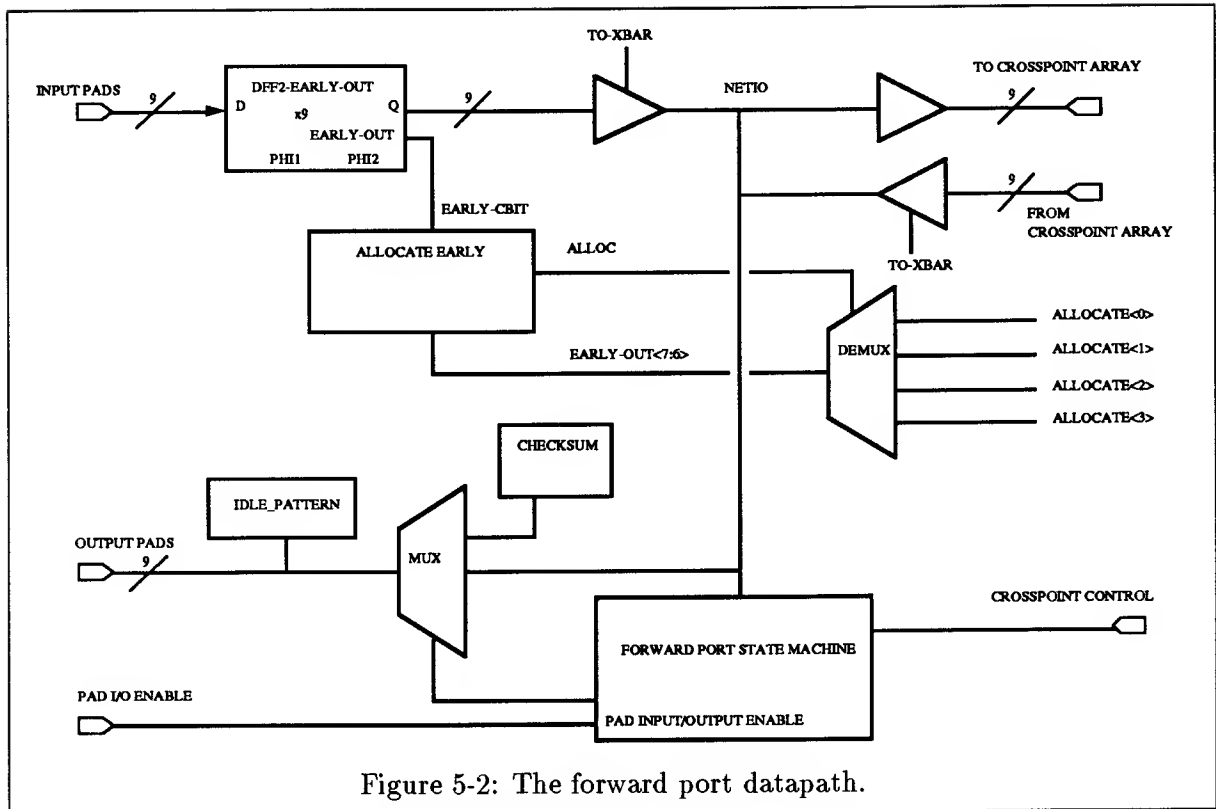 TO-XBAR
INPUT PADS
9
DFF2-EARLY-OUT
D
x9
Q
EARLY-OUT
PHI1
PHI2
9
NETIO
TO CROSSPOINT ARRAY
9
EARLY-CBIT
9
FROM
CROSSPOINT ARRAY
TO-XBAR
ALLOCATE EARLY
ALLOC
EARLY-OUT<7:6>
DEMUX
ALLOCATE<0>
ALLOCATE<1>
ALLOCATE<2>
ALLOCATE<3>
CHECKSUM
IDLE_PATTERN
OUTPUT PADS
9
MUX
CROSSPOINT CONTROL
FORWARD PORT STATE MACHINE
PAD I/O ENABLE
PAD INPUT/OUTPUT ENABLE
Figure 5-2: The forward port datapath.